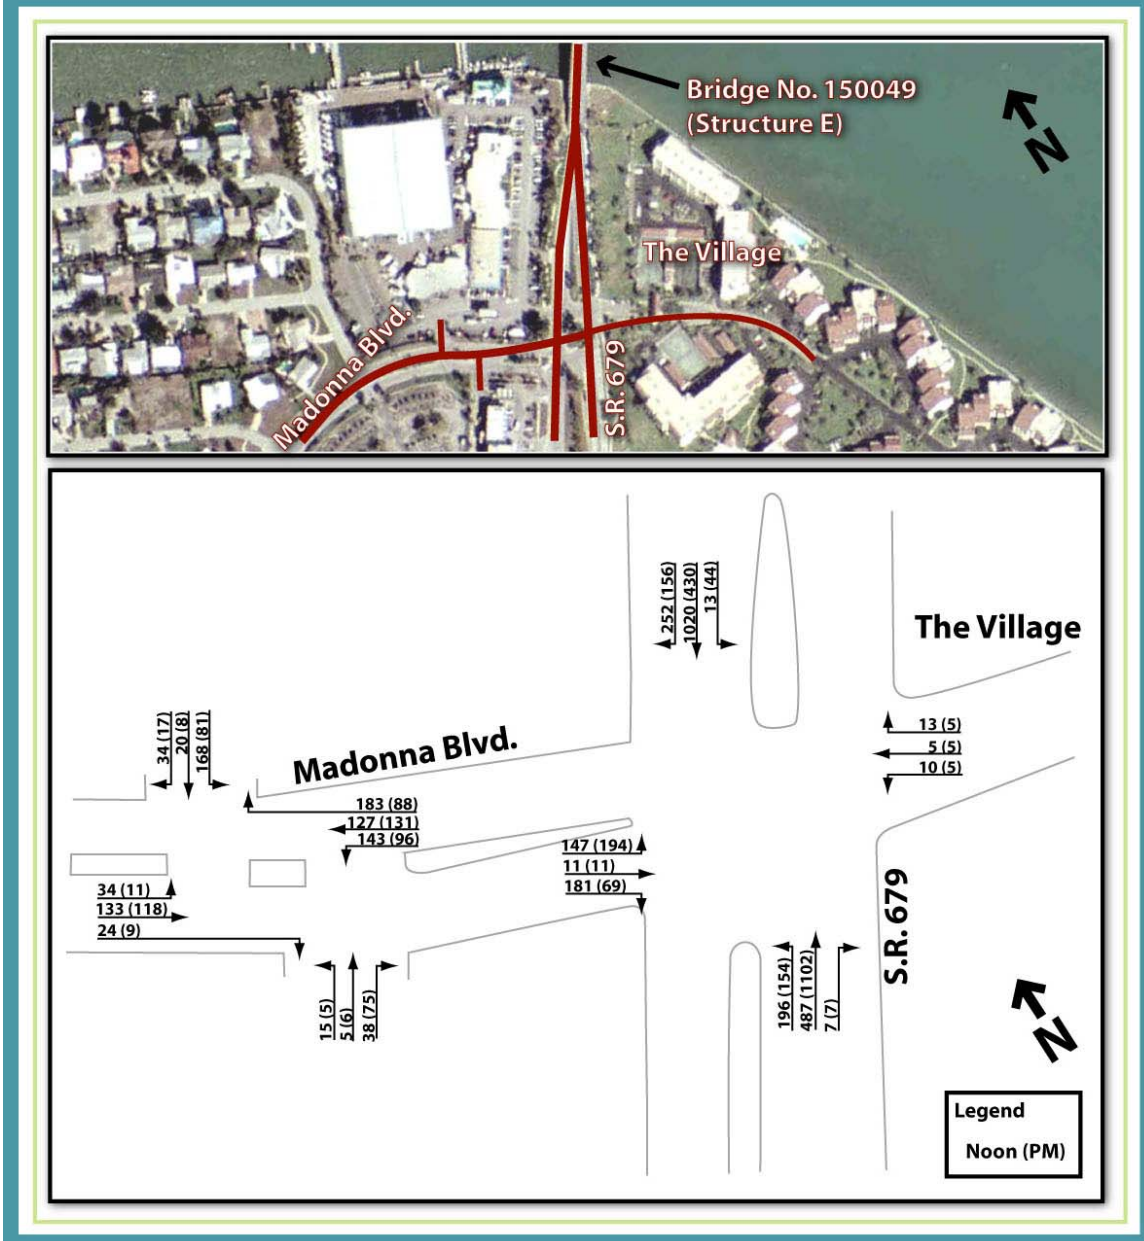 Bridge No. 150049
(Structure E)
N
The Village
Madonna Blvd.
S.R. 679
252 (156)
1020 (430)
13 (44)
The Village
34 (17)
20 (8)
168 (81)
Madonna Blvd.
13 (5)
5 (5)
10 (5)
183 (88)
127 (131)
143 (96)
147 (194)
11 (11)
181 (69)
34 (11)
133 (118)
24 (9)
S.R. 679
15 (5)
5 (6)
38 (75)
196 (154)
487 (1102)
7 (7)
N
Legend
Noon (PM)